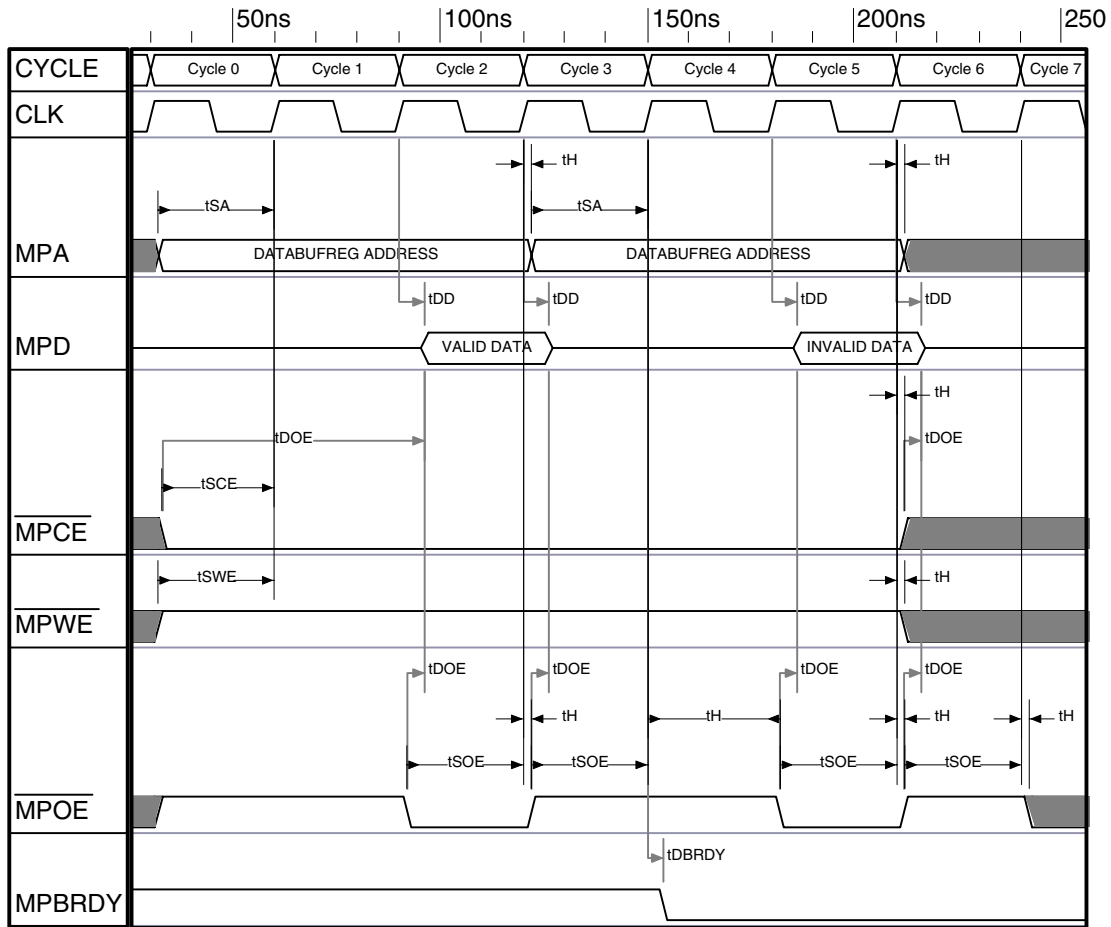 50ns 100ns 150ns 200ns 250
CYCLE Cycle 0 Cycle 1 Cycle 2 Cycle 3 Cycle 4 Cycle 5 Cycle 6 Cycle 7
CLK
tH tH
tSA tSA
MPA DATABUFREG ADDRESS DATABUFREG ADDRESS
tDD tDD tDD tDD
MPD VALID DATA INVALID DATA
tH
tDOE tDOE
tSCE
MPCE
tSWE tH
MPWE
tDOE tDOE tDOE tDOE
tH tH tH tH
tSOE tSOE tSOE tSOE
MPOE
tDBRDY
MPBRDY